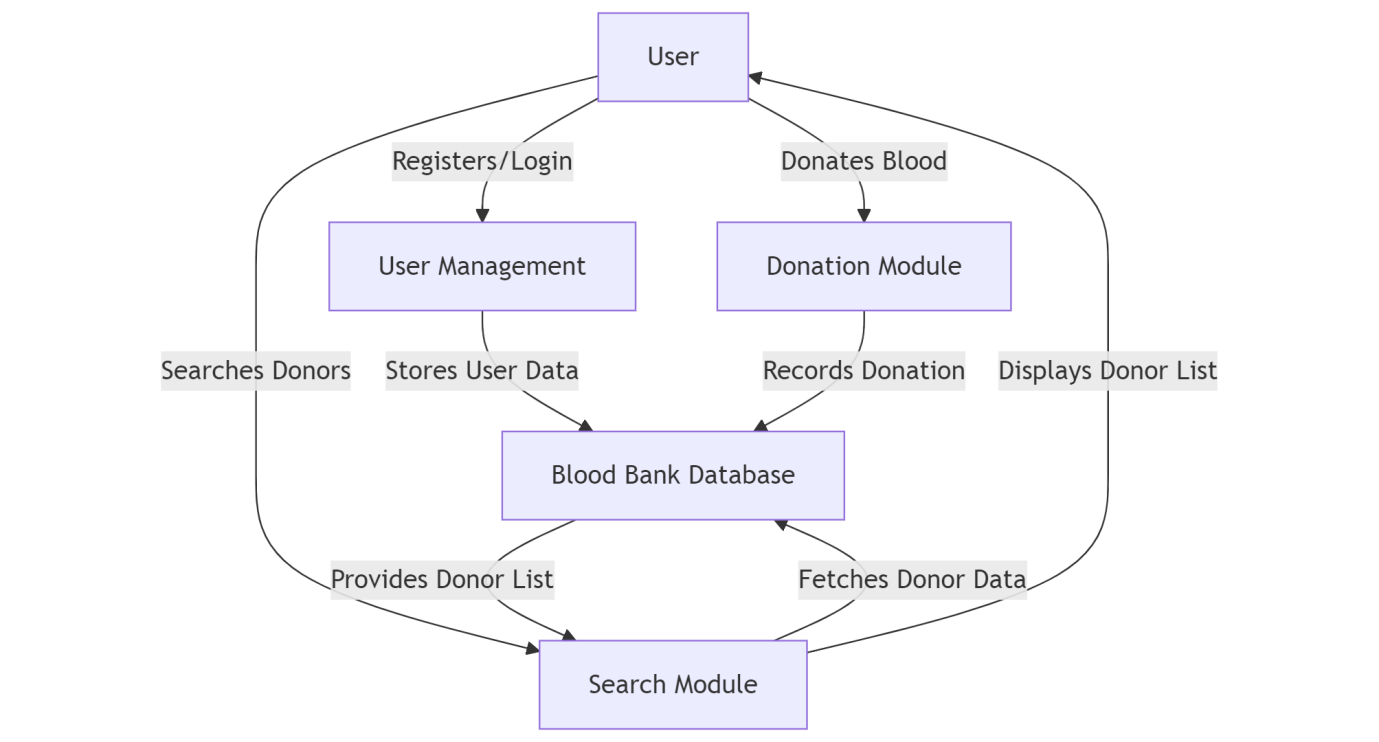 User
Registers/Login
Donates Blood
User Management
Donation Module
Searches Donors
Stores User Data
Records Donation
Displays Donor List
Blood Bank Database
Provides Donor List
Fetches Donor Data
Search Module